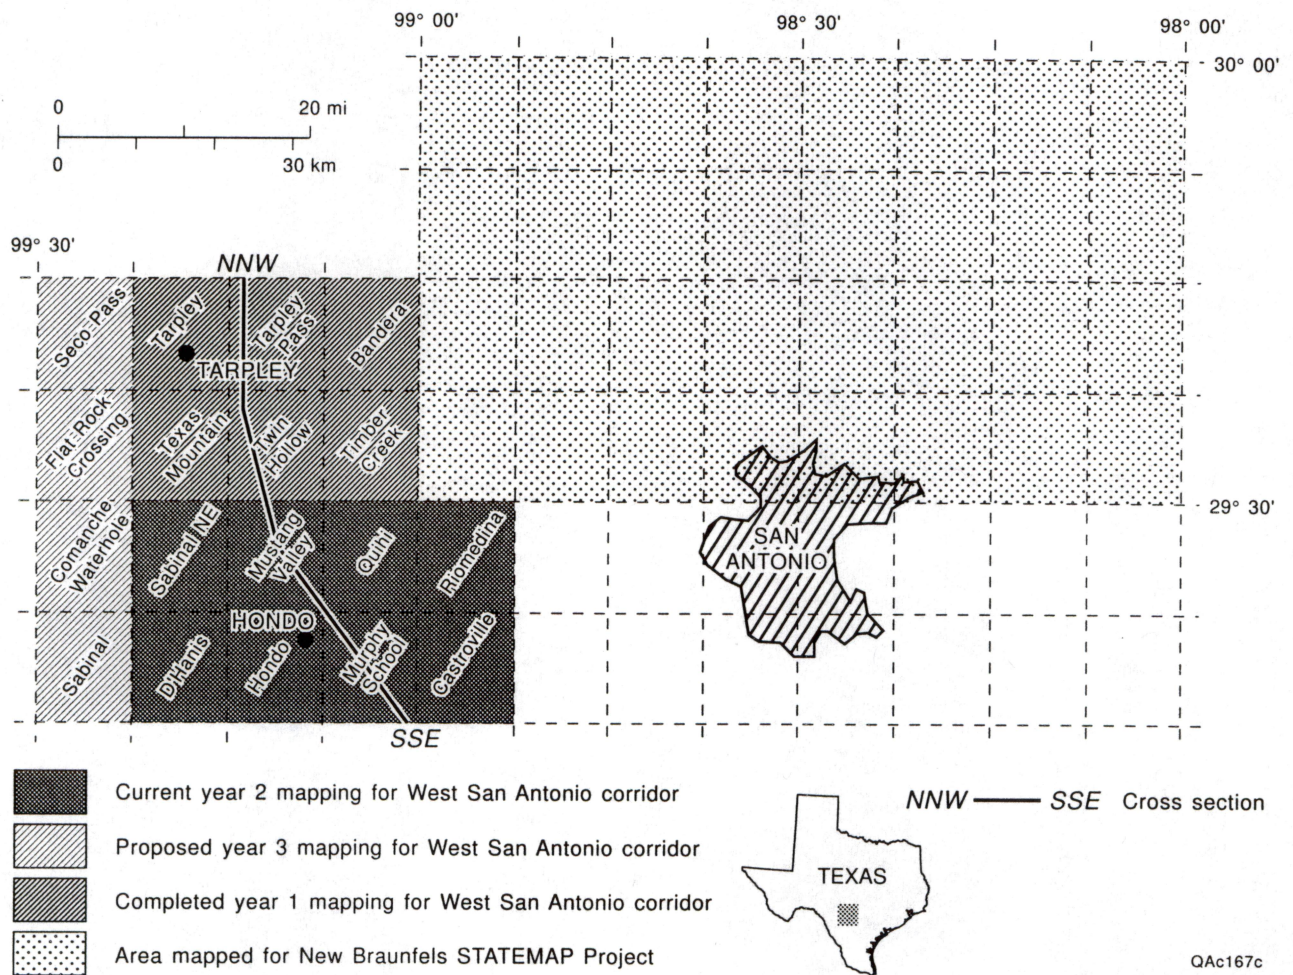 99° 00'
98° 30'
98° 00'
30° 00'
0 20 mi
0 30 km
99° 30'
NNW
Seco Pass
Tarpley
Tarpley
Pass
Bandera
TARPLEY
Flat Rock
Crossing
Texas
Mountain
Twin
Hollow
Timber
Creek
29° 30'
Comanche
Waterhole
Sabinal NE
Mustang
Valley
Quihi
Riomedina
SAN
ANTONIO
HONDO
Sabinal
D'Hanis
Hondo
Murphy
School
Castroville
SSE
Current year 2 mapping for West San Antonio corridor
Proposed year 3 mapping for West San Antonio corridor
Completed year 1 mapping for West San Antonio corridor
Area mapped for New Braunfels STATEMAP Project
NNW SSE Cross section
TEXAS
QAc167c